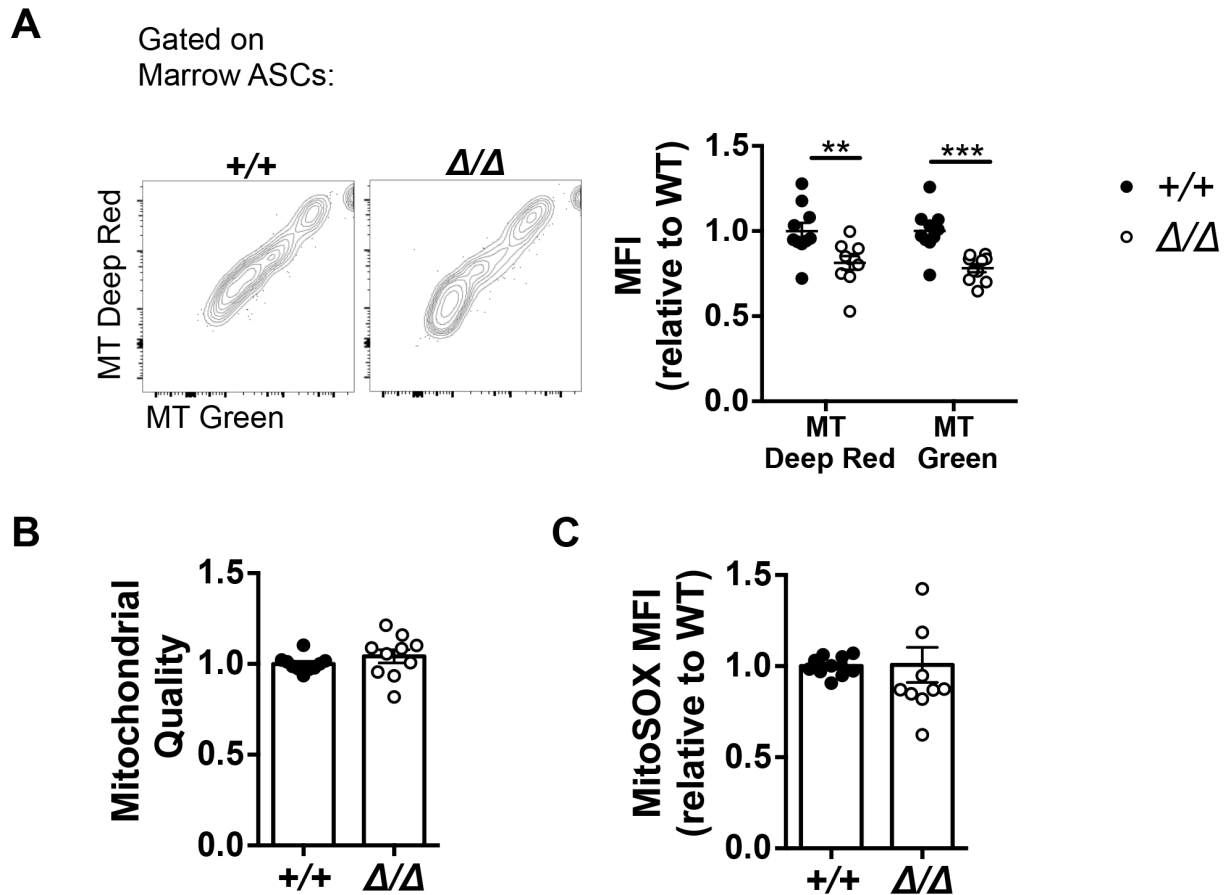 A
Gated on
Marrow ASCs:
+/+
Δ/Δ
MT Deep Red
MT Green
MFI
(relative to WT)
1.5
1.0
0.5
0.0
**
***
MT
Deep Red
MT
Green
+/+
Δ/Δ
B
Mitochondrial
Quality
1.5
1.0
0.5
0.0
+/+
Δ/Δ
C
MitoSOX MFI
(relative to WT)
1.5
1.0
0.5
0.0
+/+
Δ/Δ